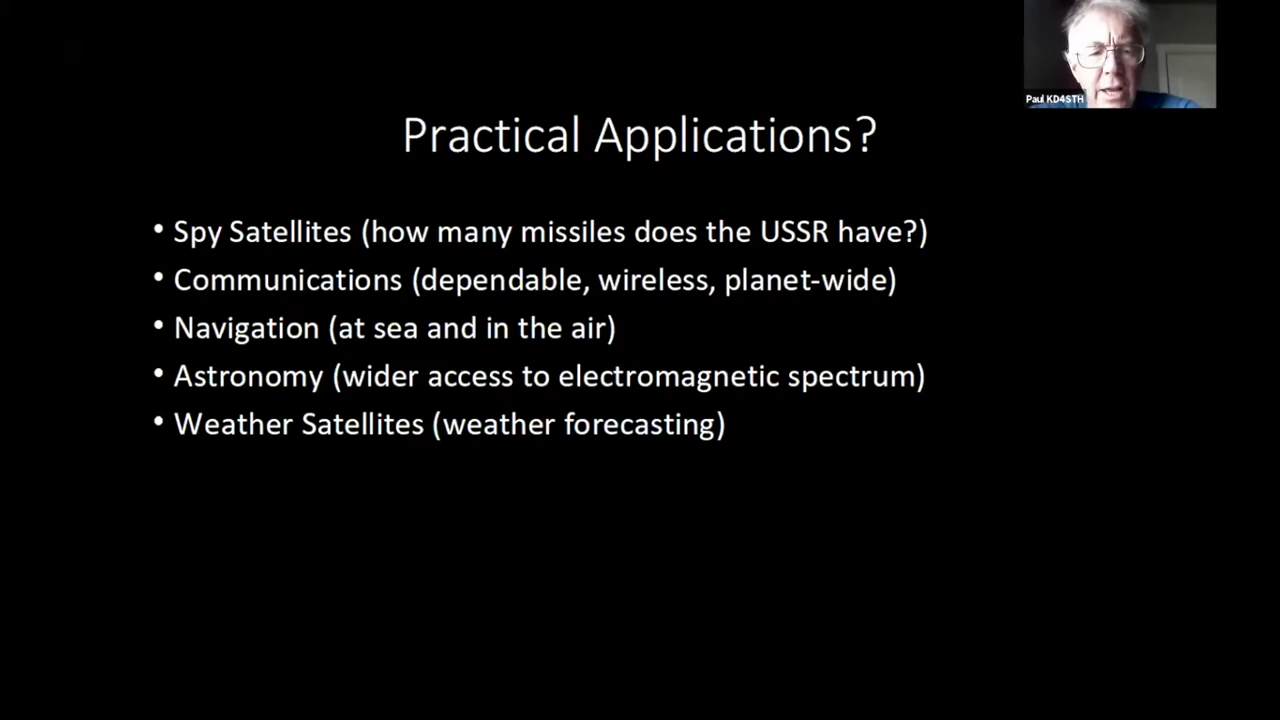 Paul KD4STH
Practical Applications?
• Spy Satellites (how many missiles does the USSR have?)
• Communications (dependable, wireless, planet-wide)
• Navigation (at sea and in the air)
• Astronomy (wider access to electromagnetic spectrum)
• Weather Satellites (weather forecasting)